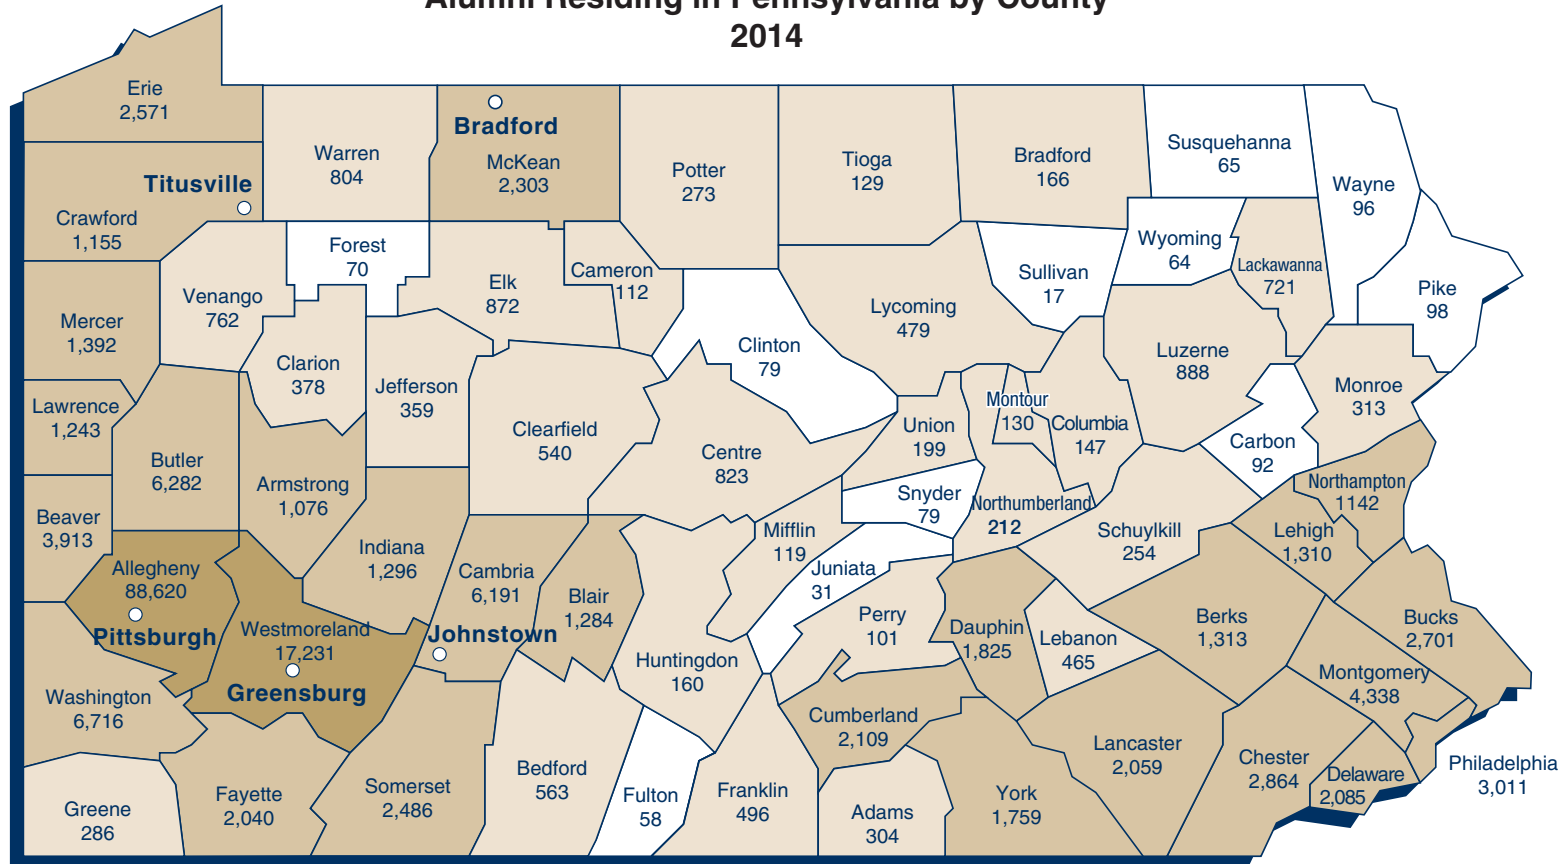 Alumni Residing in Pennsylvania by County
2014
Erie
2,571
Bradford
Warren
804
McKean
2,303
Potter
273
Tioga
129
Bradford
166
Susquehanna
65
Wayne
96
Titusville
Crawford
1,155
Forest
70
Venango
762
Elk
872
Cameron
112
Lycoming
479
Sullivan
17
Wyoming
64
Lackawanna
721
Pike
98
Mercer
1,392
Clarion
378
Jefferson
359
Clinton
79
Luzerne
888
Monroe
313
Lawrence
1,243
Butler
6,282
Armstrong
1,076
Clearfield
540
Centre
823
Union
199
Montour
130
Columbia
147
Carbon
92
Northampton
1142
Beaver
3,913
Snyder
79
Northumberland
212
Schuylkill
254
Lehigh
1,310
Mifflin
119
Juniata
31
Indiana
1,296
Cambria
6,191
Blair
1,284
Allegheny
88,620
Pittsburgh
Westmoreland
17,231
Greensburg
Johnstown
Huntingdon
160
Perry
101
Dauphin
1,825
Lebanon
465
Berks
1,313
Bucks
2,701
Montgomery
4,338
Washington
6,716
Cumberland
2,109
Lancaster
2,059
Chester
2,864
Delaware
2,085
Philadelphia
3,011
Greene
286
Fayette
2,040
Somerset
2,486
Bedford
563
Fulton
58
Franklin
496
Adams
304
York
1,759